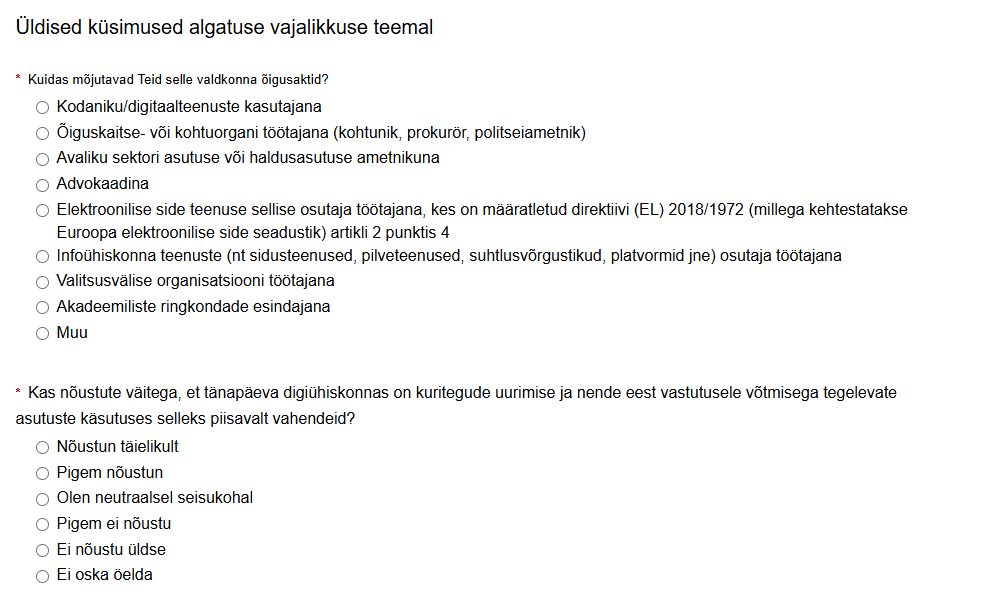 Üldised küsimused algatuse vajalikkuse teemal
* Kuidas mõjutavad Teid selle valdkonna õigusaktid?
Kodaniku/digitaalteenuste kasutajana
Õiguskaitse- või kohtuorgani töötajana (kohtunik, prokurör, politseiametnik)
Avaliku sektori asutuse või haldusasutuse ametnikuna
Advokaadina
Elektroonilise side teenuse sellise osutaja töötajana, kes on määratletud direktiivi (EL) 2018/1972 (millega kehtestatakse
Euroopa elektroonilise side seadustik) artikli 2 punktis 4
Infoühiskonna teenuste (nt sidusteenused, pilveteenused, suhtlusvõrgustikud, platvormid jne) osutaja töötajana
Valitsusvälise organisatsiooni töötajana
Akadeemiliste ringkondade esindajana
Muu
* Kas nõustute väitega, et tänapäeva digiühiskonnas on kuritegude uurimise ja nende eest vastutusele võtmisega tegelevate
asutuste käsutuses selleks piisavalt vahendeid?
Nõustun täielikult
Pigem nõustun
Olen neutraalsel seisukohal
Pigem ei nõustu
Ei nõustu üldse
Ei oska öelda